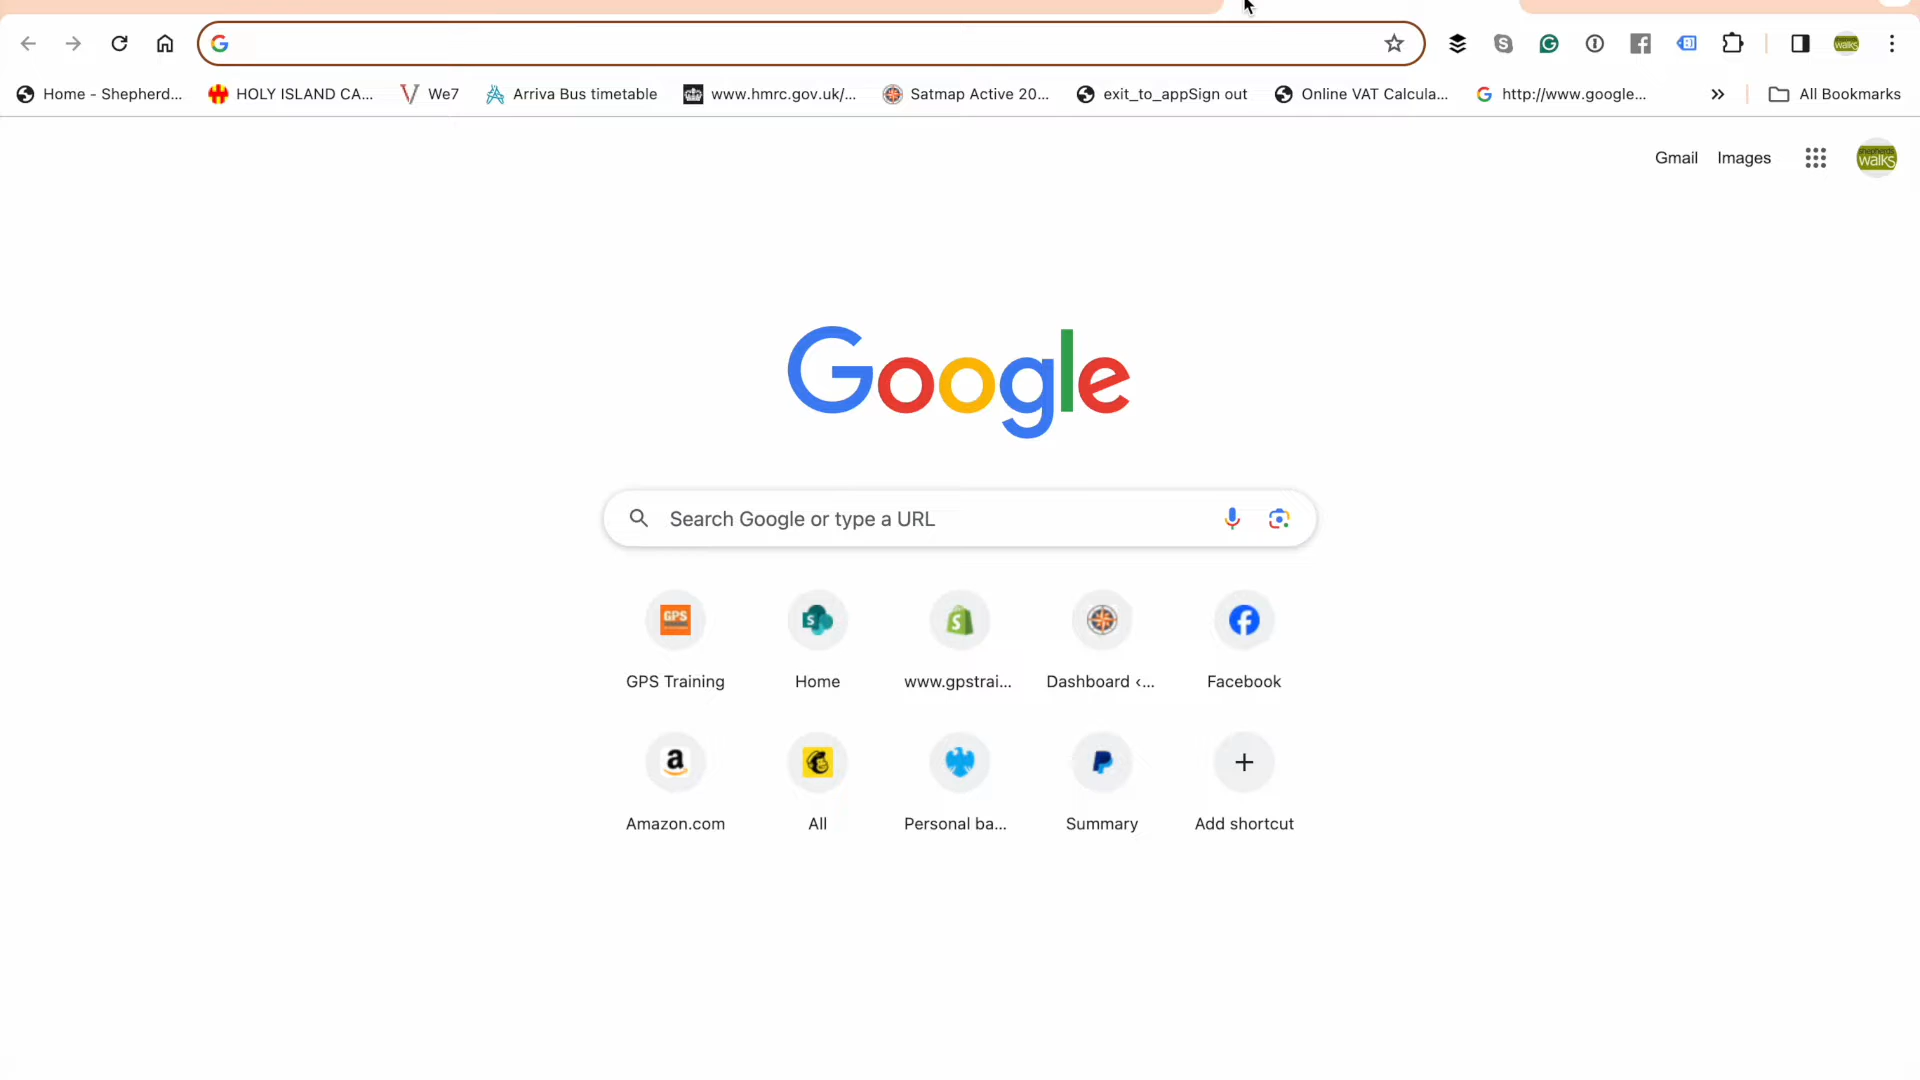 Home - Shepherd... HOLY ISLAND CA... We7 Arriva Bus timetable www.hmrc.gov.uk/... Satmap Active 20... exit_to_appSign out Online VAT Calcula... http://www.google... All Bookmarks
Gmail Images shepherds walks
Google
Search Google or type a URL
GPS
GPS Training Home www.gpstrai... Dashboard ‹... Facebook
Amazon.com All Personal ba... Summary Add shortcut